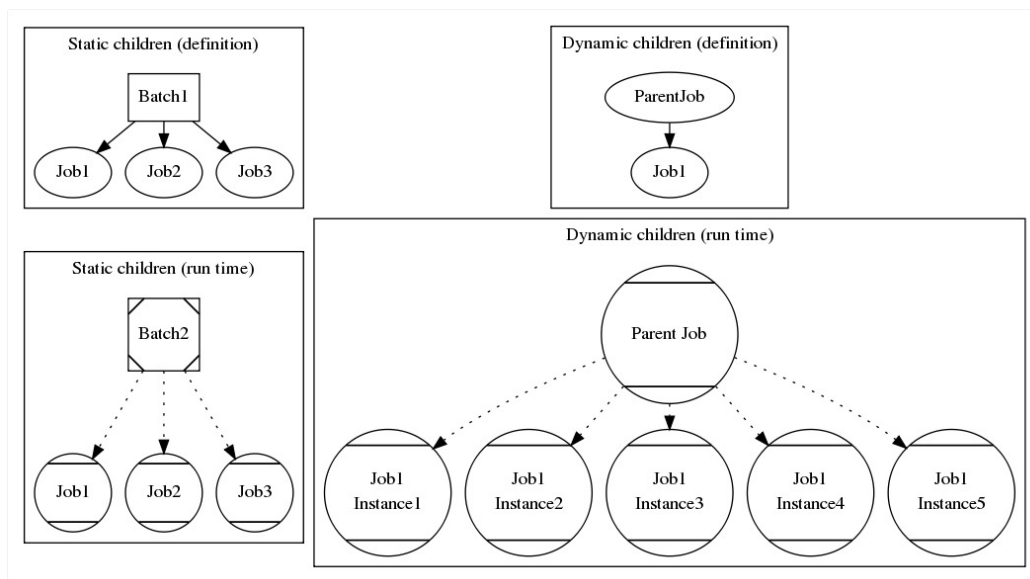 Static children (definition)
Batch1
Job1
Job2
Job3
Dynamic children (definition)
ParentJob
Job1
Static children (run time)
Batch2
Job1
Job2
Job3
Dynamic children (run time)
Parent Job
Job1
Instance1
Job1
Instance2
Job1
Instance3
Job1
Instance4
Job1
Instance5